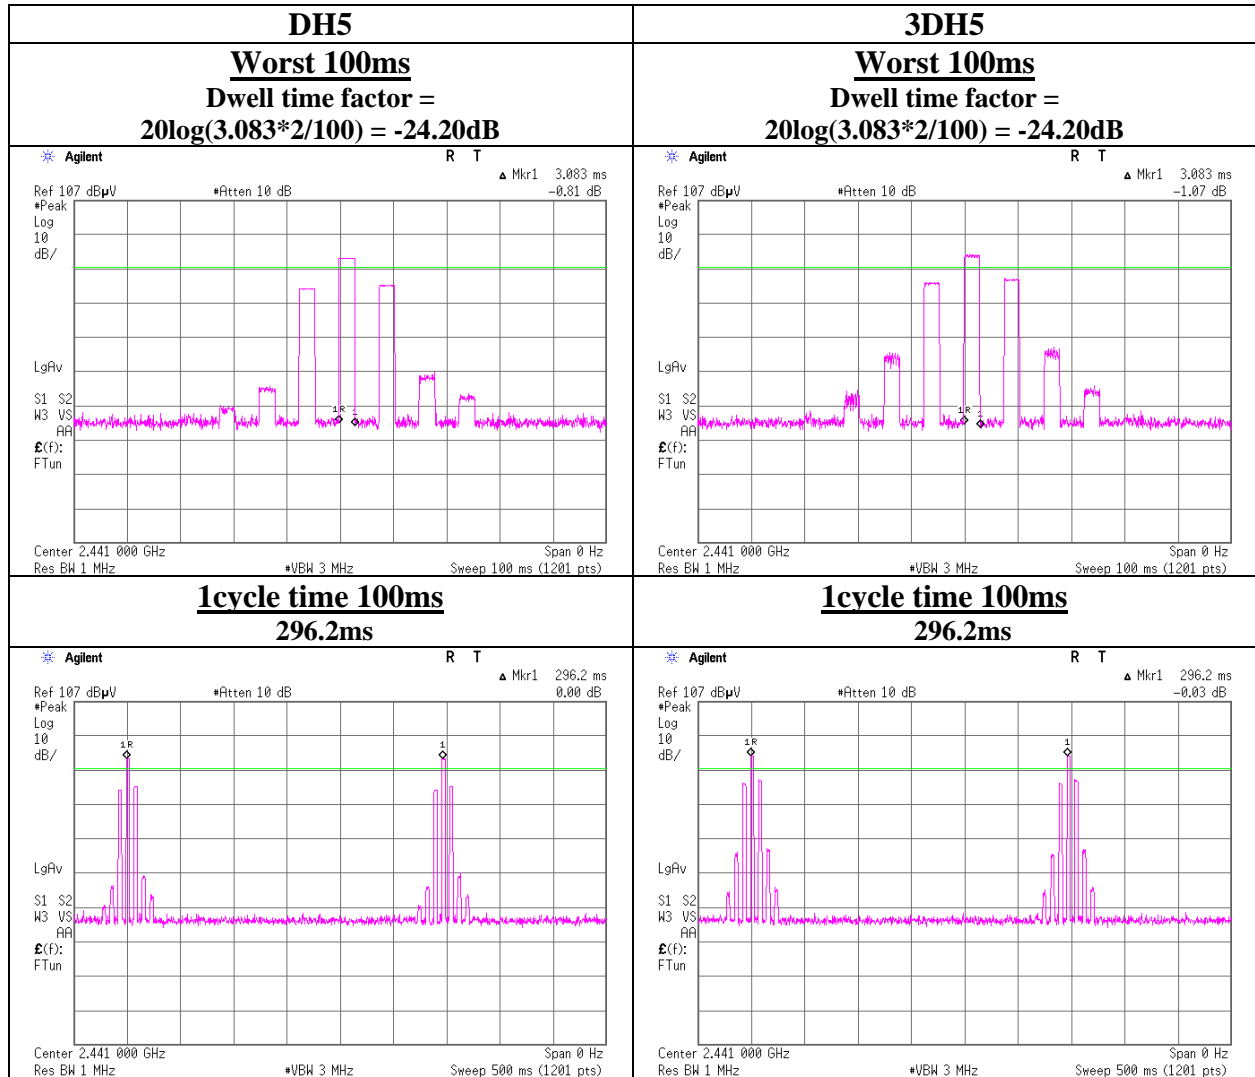 DH5
3DH5
Worst 100ms
Dwell time factor =
20log(3.083*2/100) = -24.20dB
Worst 100ms
Dwell time factor =
20log(3.083*2/100) = -24.20dB
Agilent R T
Δ Mkr1 3.083 ms
Ref 107 dBµV #Atten 10 dB -0.81 dB
#Peak
Log
10
dB/
LgAv
S1 S2
W3 VS
AA
£(f):
FTun
1R
Center 2.441 000 GHz Span 0 Hz
Res BW 1 MHz #VBW 3 MHz Sweep 100 ms (1201 pts)
Agilent R T
Δ Mkr1 3.083 ms
Ref 107 dBµV #Atten 10 dB -1.07 dB
#Peak
Log
10
dB/
LgAv
S1 S2
W3 VS
AA
£(f):
FTun
1R
Center 2.441 000 GHz Span 0 Hz
Res BW 1 MHz #VBW 3 MHz Sweep 100 ms (1201 pts)
1cycle time 100ms
296.2ms
1cycle time 100ms
296.2ms
Agilent R T
Δ Mkr1 296.2 ms
Ref 107 dBµV #Atten 10 dB 0.00 dB
#Peak
Log
10
dB/
1R 1
LgAv
S1 S2
W3 VS
AA
£(f):
FTun
Center 2.441 000 GHz Span 0 Hz
Res BW 1 MHz #VBW 3 MHz Sweep 500 ms (1201 pts)
Agilent R T
Δ Mkr1 296.2 ms
Ref 107 dBµV #Atten 10 dB -0.03 dB
#Peak
Log
10
dB/
1R 1
LgAv
S1 S2
W3 VS
AA
£(f):
FTun
Center 2.441 000 GHz Span 0 Hz
Res BW 1 MHz #VBW 3 MHz Sweep 500 ms (1201 pts)